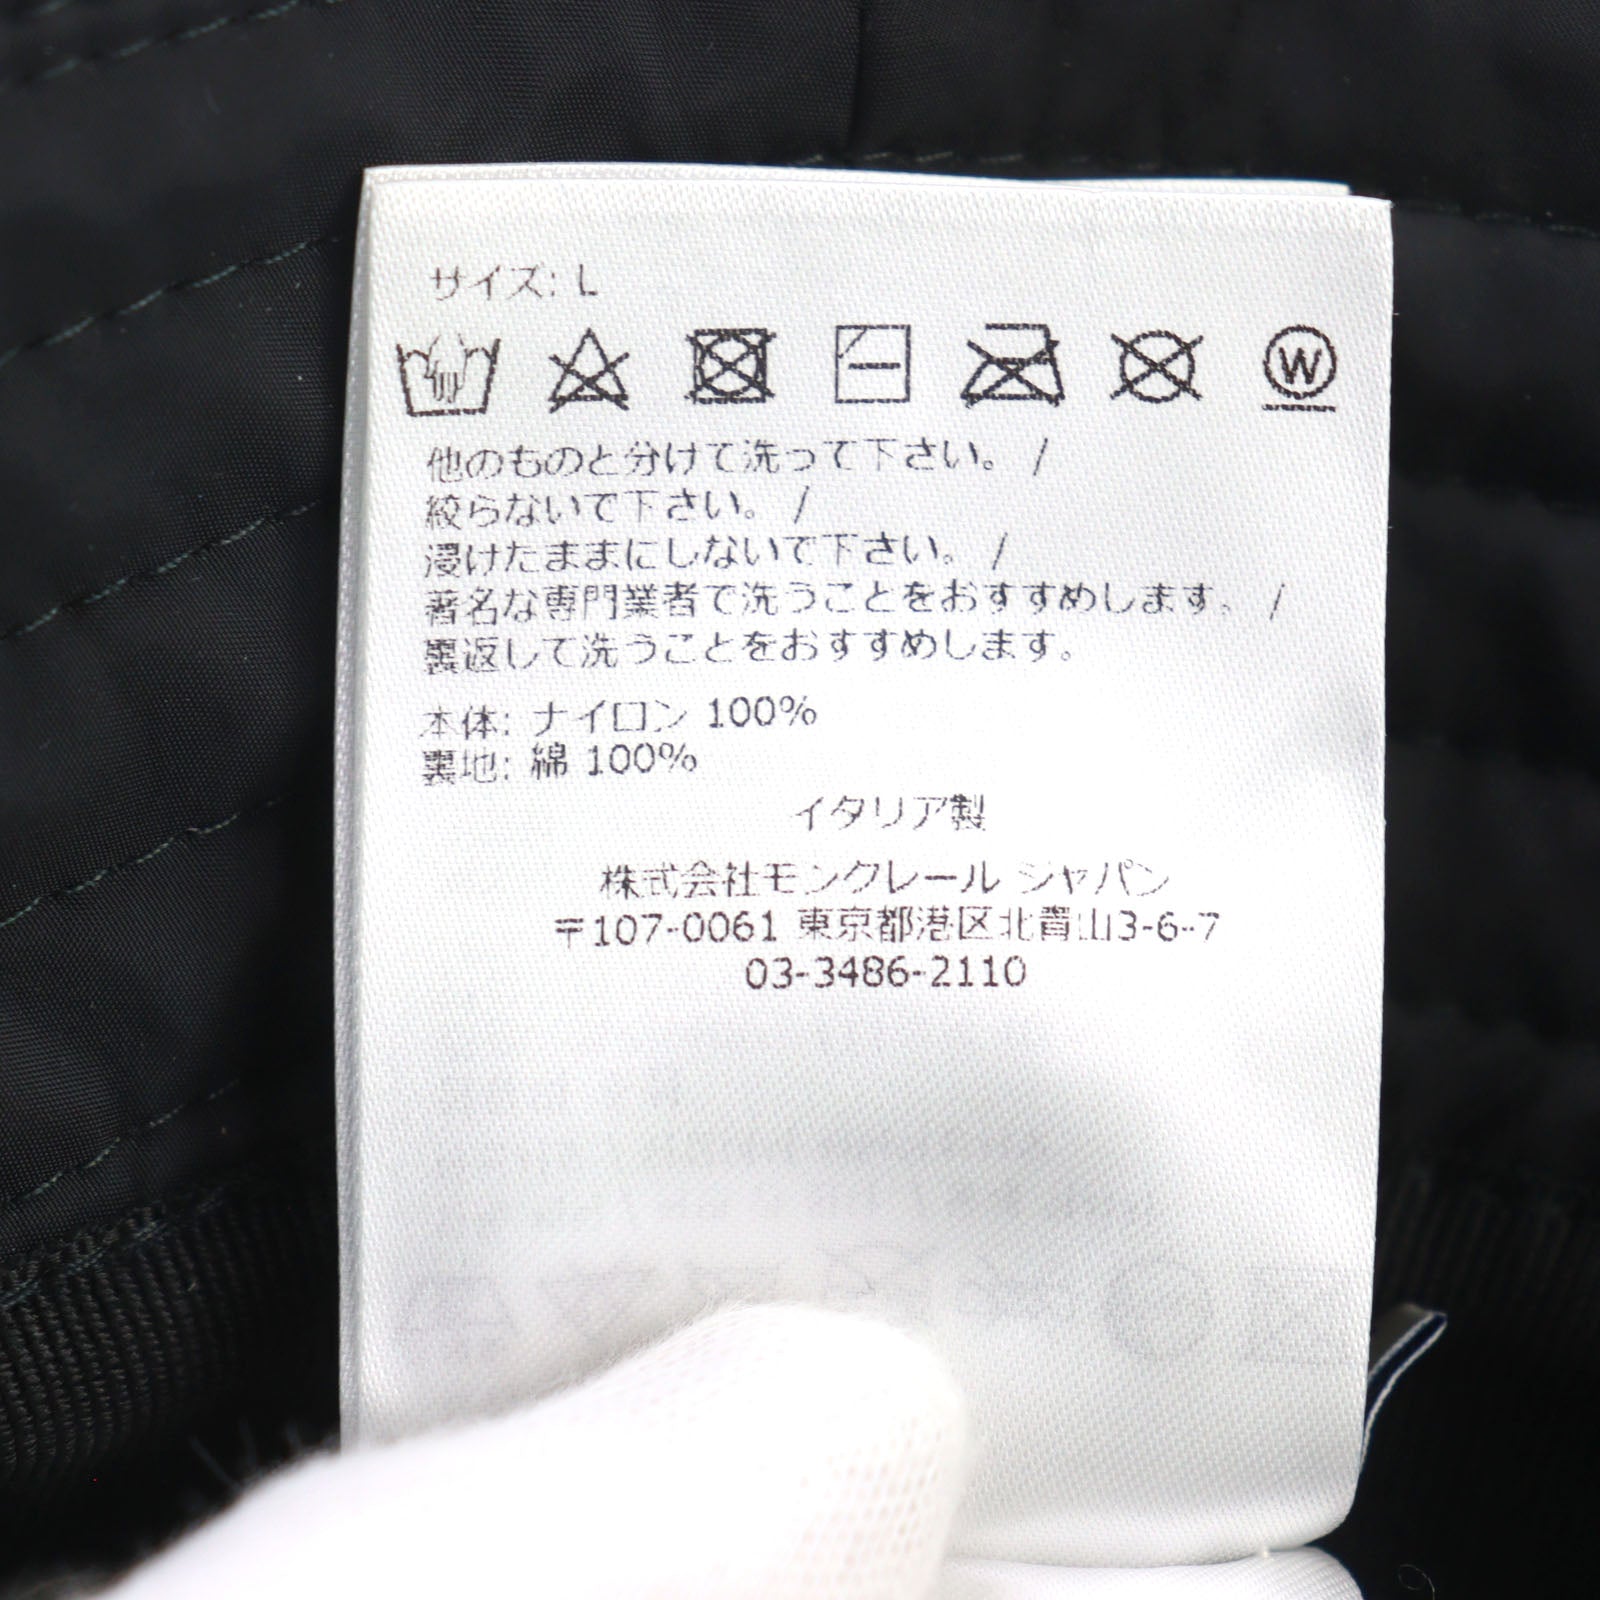 サイズ: L
W
他のものと分けて洗って下さい。 /
絞らないで下さい。 /
浸けたままにしないで下さい。 /
著名な専門業者で洗うことをおすすめします。 /
裏返して洗うことをおすすめします。
本体: ナイロン 100%
裏地: 綿 100%
イタリア製
株式会社モンクレール ジャパン
〒107-0061 東京都港区北青山3-6-7
03-3486-2110